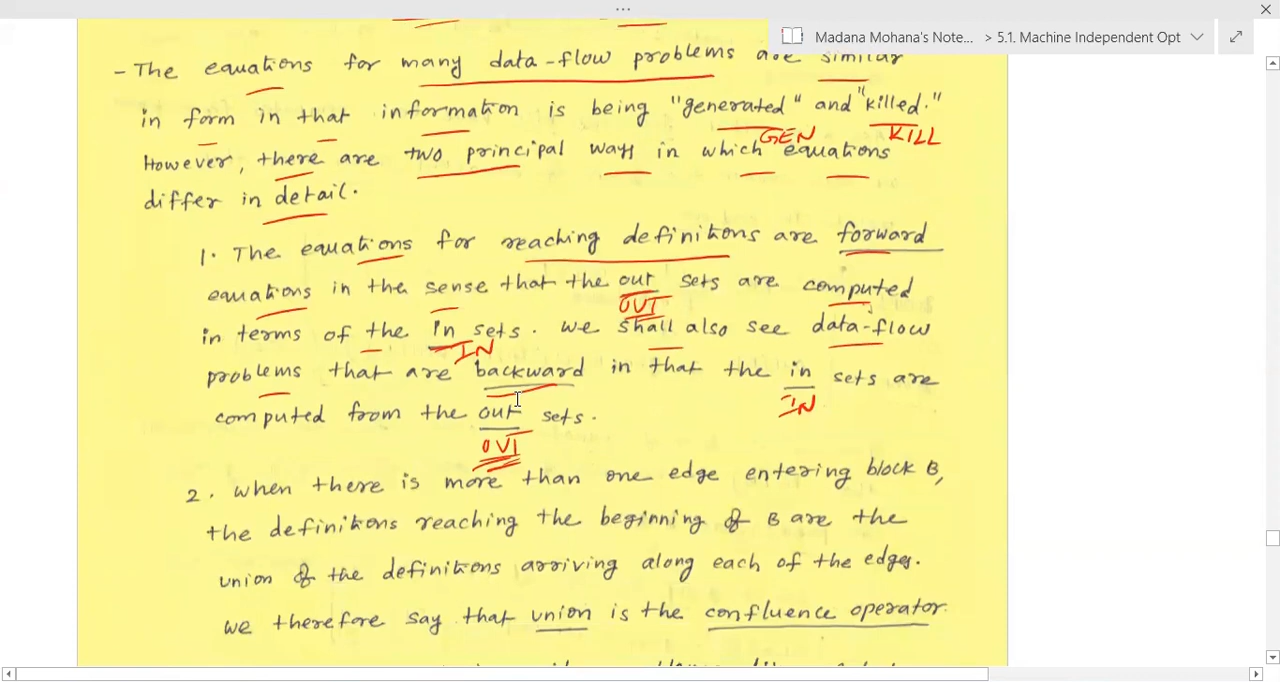 Madana Mohana's Note... > 5.1. Machine Independent Opt
- The equations for many data-flow problems are similar
in form in that information is being "generated" and "killed."
GEN KILL
However, there are two principal ways in which equations
differ in detail.
1. The equations for reaching definitions are forward
equations in the sense that the out sets are computed
OUT
in terms of the in sets. We shall also see data-flow
IN
problems that are backward in that the in sets are
IN
computed from the out sets.
OUT
2. When there is more than one edge entering block B,
the definitions reaching the beginning of B are the
union of the definitions arriving along each of the edges.
We therefore say that union is the confluence operator.